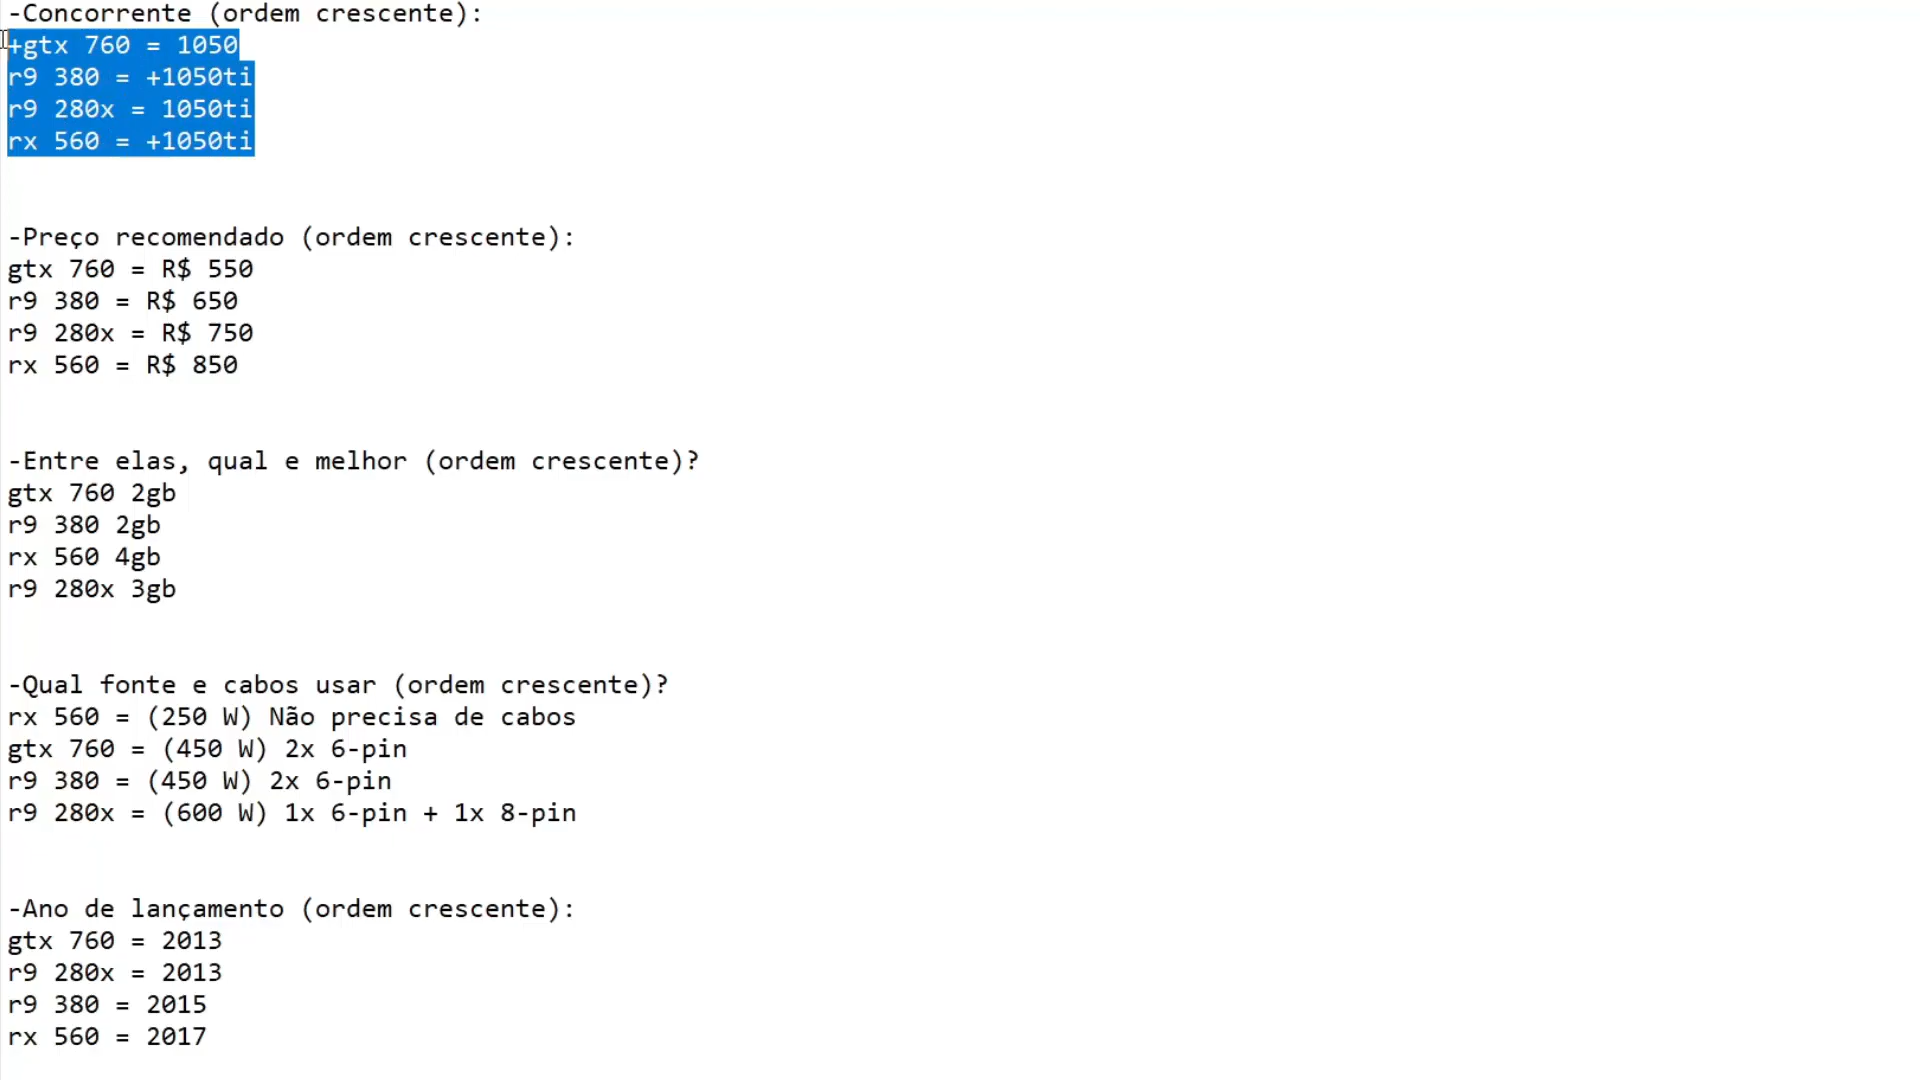 -Concorrente (ordem crescente):
+gtx 760 = 1050
r9 380 = +1050ti
r9 280x = 1050ti
rx 560 = +1050ti
-Preço recomendado (ordem crescente):
gtx 760 = R$ 550
r9 380 = R$ 650
r9 280x = R$ 750
rx 560 = R$ 850
-Entre elas, qual e melhor (ordem crescente)?
gtx 760 2gb
r9 380 2gb
rx 560 4gb
r9 280x 3gb
-Qual fonte e cabos usar (ordem crescente)?
rx 560 = (250 W) Não precisa de cabos
gtx 760 = (450 W) 2x 6-pin
r9 380 = (450 W) 2x 6-pin
r9 280x = (600 W) 1x 6-pin + 1x 8-pin
-Ano de lançamento (ordem crescente):
gtx 760 = 2013
r9 280x = 2013
r9 380 = 2015
rx 560 = 2017